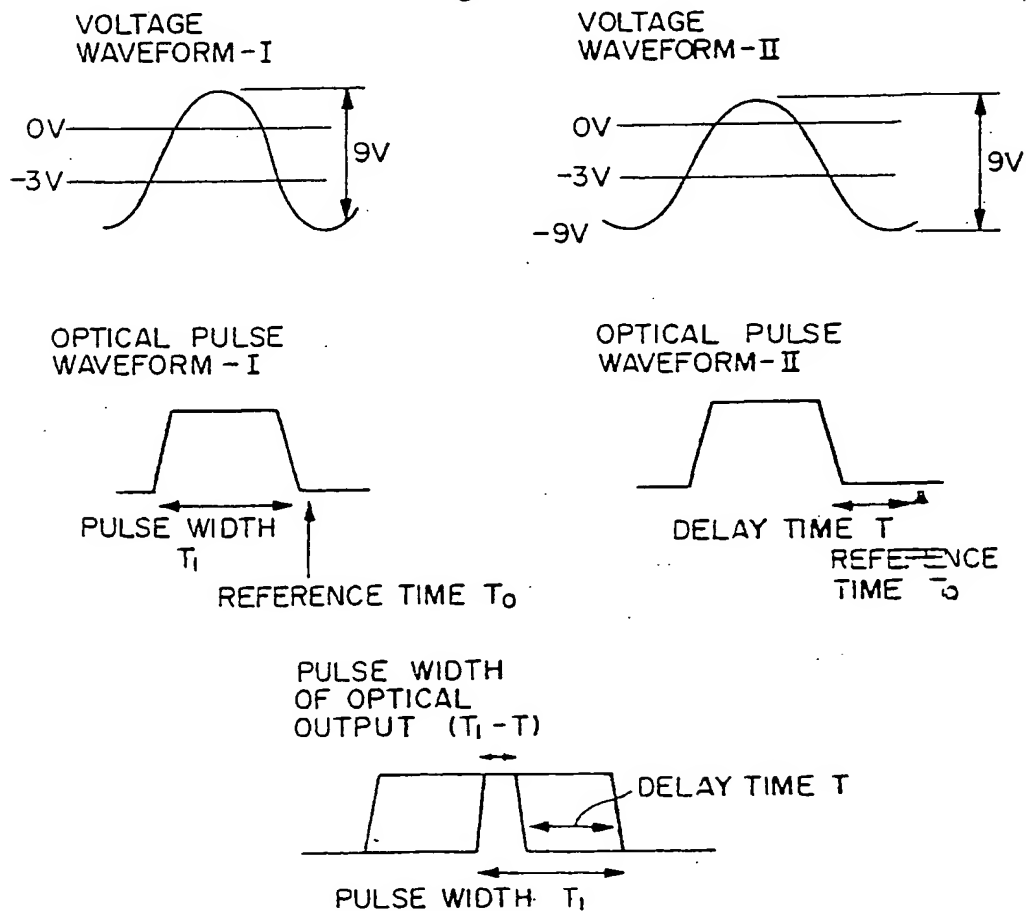 VOLTAGE
WAVEFORM-I
0V
-3V
9V
VOLTAGE
WAVEFORM-II
0V
-3V
-9V
9V
OPTICAL PULSE
WAVEFORM-I
PULSE WIDTH
T1
REFERENCE TIME T0
OPTICAL PULSE
WAVEFORM-II
DELAY TIME T
REFERENCE
TIME T0
PULSE WIDTH
OF OPTICAL
OUTPUT (T1-T)
DELAY TIME T
PULSE WIDTH T1